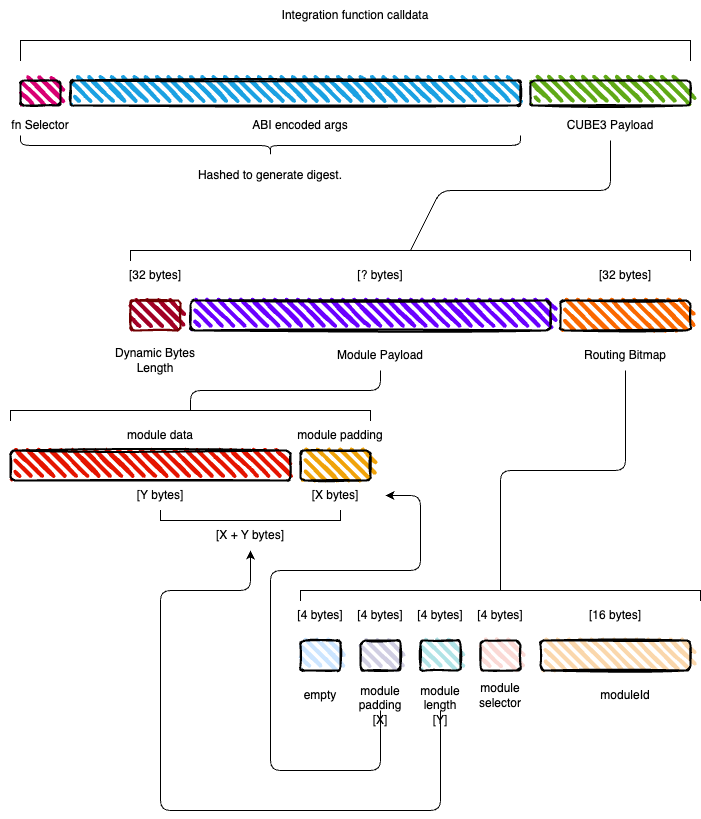 Integration function calldata
fn Selector
ABI encoded args
CUBE3 Payload
Hashed to generate digest.
[32 bytes]
[? bytes]
[32 bytes]
Dynamic Bytes
Length
Module Payload
Routing Bitmap
module data
module padding
[Y bytes]
[X bytes]
[X + Y bytes]
[4 bytes]
[4 bytes]
[4 bytes]
[4 bytes]
[16 bytes]
empty
module
padding
[X]
module
length
[Y]
module
selector
moduleId